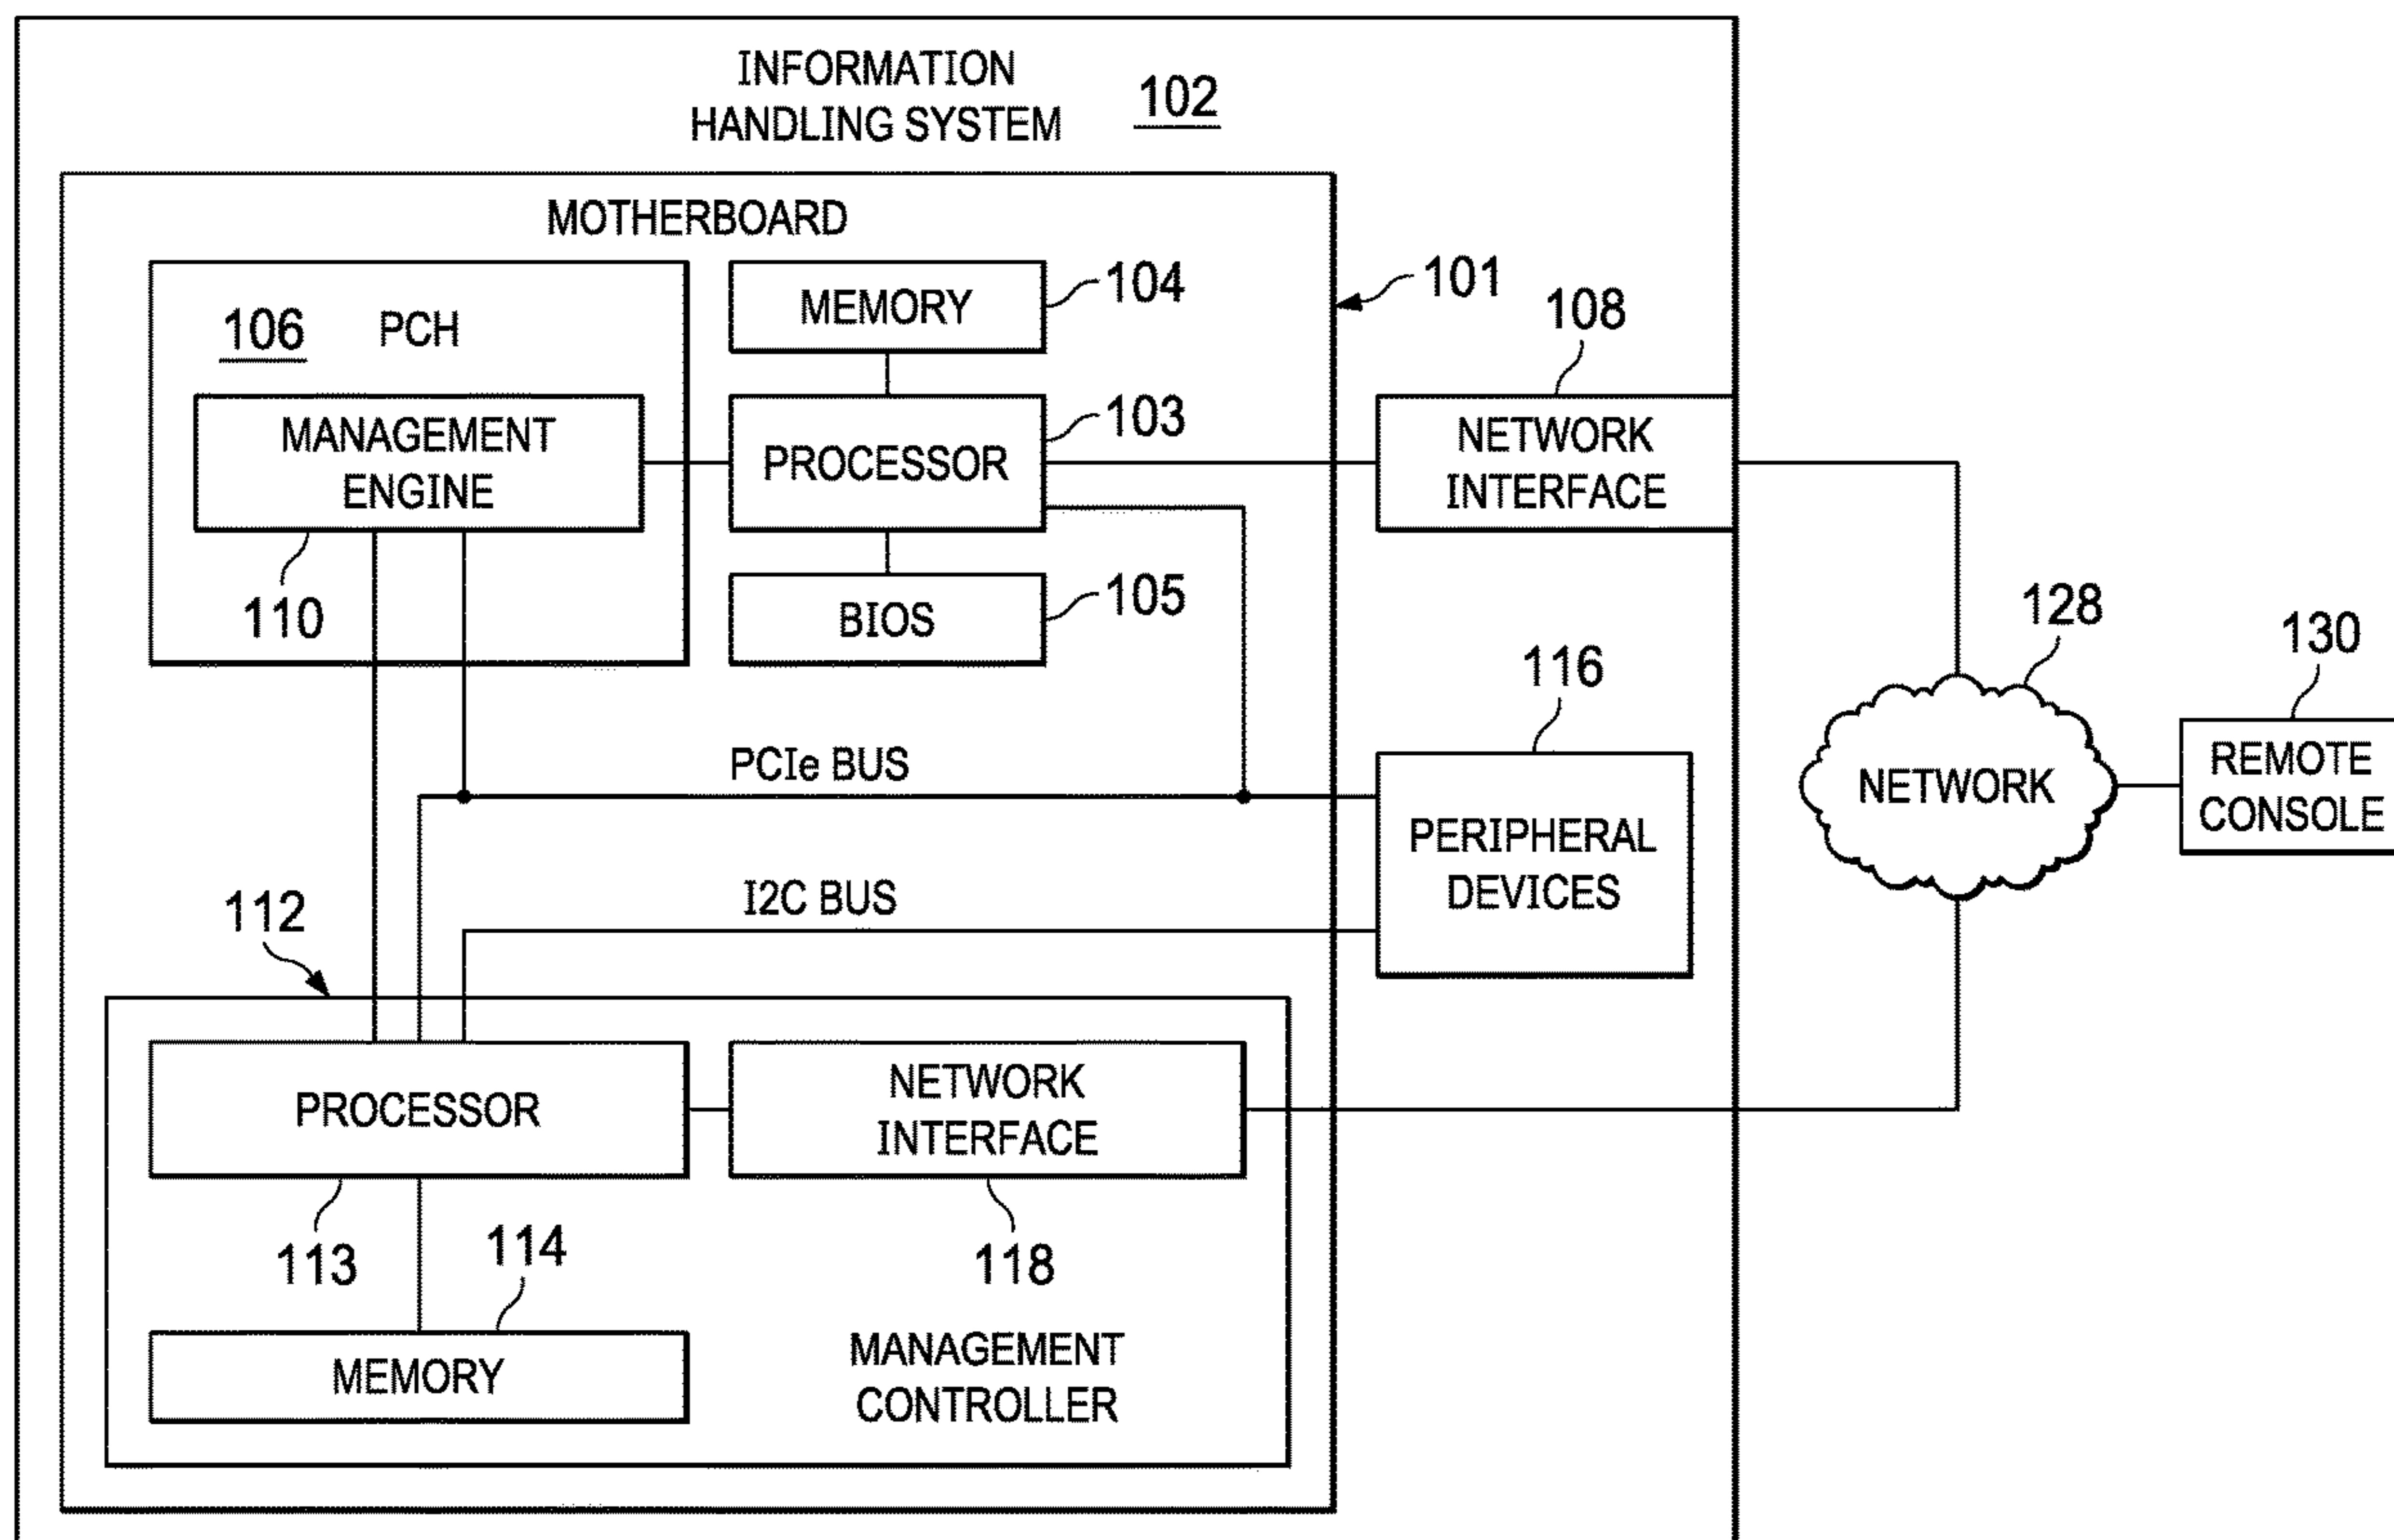 INFORMATION
HANDLING SYSTEM
102
MOTHERBOARD
106
PCH
MEMORY
104
101
108
MANAGEMENT
ENGINE
110
PROCESSOR
103
NETWORK
INTERFACE
BIOS
105
116
128
130
PCIe BUS
PERIPHERAL
DEVICES
NETWORK
REMOTE
CONSOLE
I2C BUS
112
PROCESSOR
NETWORK
INTERFACE
113
114
118
MEMORY
MANAGEMENT
CONTROLLER